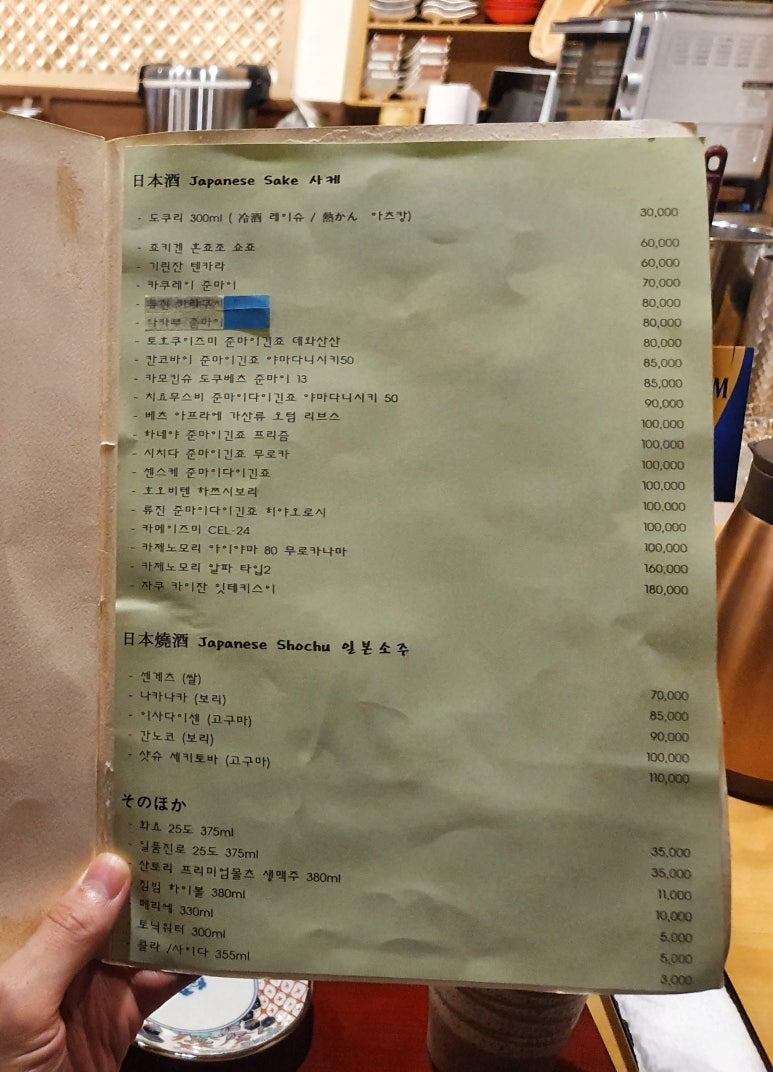 日本酒 Japanese Sake 사케
- 도쿠리 300ml ( 冷酒 레이슈 / 熱かん 아츠캉)
- 죠키겐 혼죠조 쇼죠
- 기린잔 텐카라
- 카쿠레이 준마이
- 준마이
- 토호쿠이즈미 준마이긴죠 데와산산
- 칸코바이 준마이긴죠 야마다니시키50
- 카모킨슈 도쿠베츠 준마이 13
- 치요무스비 준마이다이긴죠 야마다니시키 50
- 베츠 아프라에 가산류 오텀 리브스
- 하네야 준마이긴죠 프리즘
- 시치다 준마이긴죠 무로카
- 센스케 준마이다이긴죠
- 호오비텐 하쯔시보리
- 류진 준마이다이긴죠 히야오로시
- 카메이즈미 CEL-24
- 카제노모리 아이야마 80 무로카나마
- 카제노모리 알파 타입2
- 자쿠 카이잔 잇테키스이
30,000
60,000
60,000
70,000
80,000
80,000
80,000
85,000
85,000
90,000
100,000
100,000
100,000
100,000
100,000
100,000
100,000
160,000
180,000
日本燒酒 Japanese Shochu 일본소주
- 센게츠 (쌀)
- 나카나카 (보리)
- 이사다이센 (고구마)
- 간노코 (보리)
- 샷슈 세키토바 (고구마)
70,000
85,000
90,000
100,000
110,000
そのほか
- 화요 25도 375ml
- 일품진로 25도 375ml
- 산토리 프리미엄몰츠 생맥주 380ml
짐빔 하이볼 380ml
페리에 330ml
- 토닉워터 300ml
- 콜라 /사이다 355ml
35,000
35,000
11,000
10,000
5,000
5,000
3,000
M